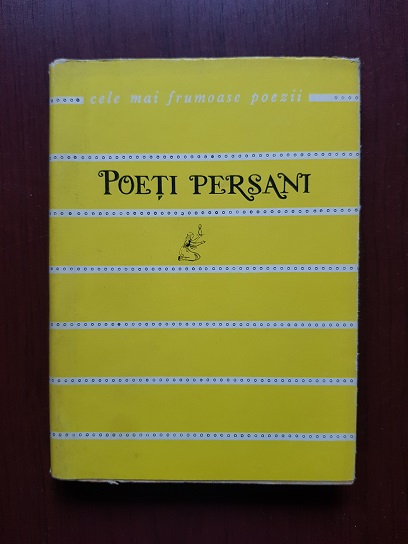 cele mai frumoase poezii
POEȚI PERSANI